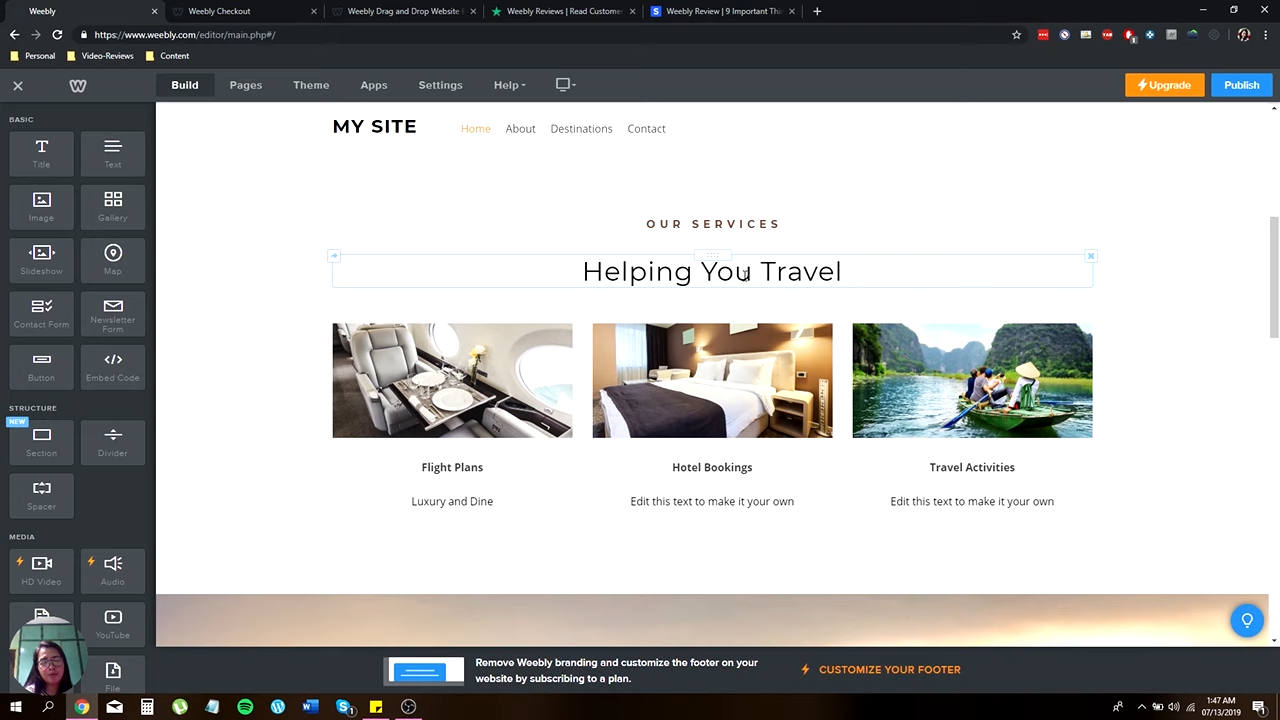 Weebly
Weebly Checkout
Weebly Drag and Drop Website
Weebly Reviews | Read Custome
Weebly Review | 9 Important Thi
https://www.weebly.com/editor/main.php#/
Personal
Video-Reviews
Content
Build
Pages
Theme
Apps
Settings
Help
Upgrade
Publish
BASIC
Title
Text
Image
Gallery
Slideshow
Map
Contact Form
Newsletter
Form
Button
Embed Code
STRUCTURE
NEW
Section
Divider
Spacer
MEDIA
HD Video
Audio
YouTube
File
MY SITE
Home
About
Destinations
Contact
OUR SERVICES
Helping You Travel
Flight Plans
Hotel Bookings
Travel Activities
Luxury and Dine
Edit this text to make it your own
Edit this text to make it your own
Remove Weebly branding and customize the footer on your
website by subscribing to a plan.
CUSTOMIZE YOUR FOOTER
1:47 AM
07/13/2019